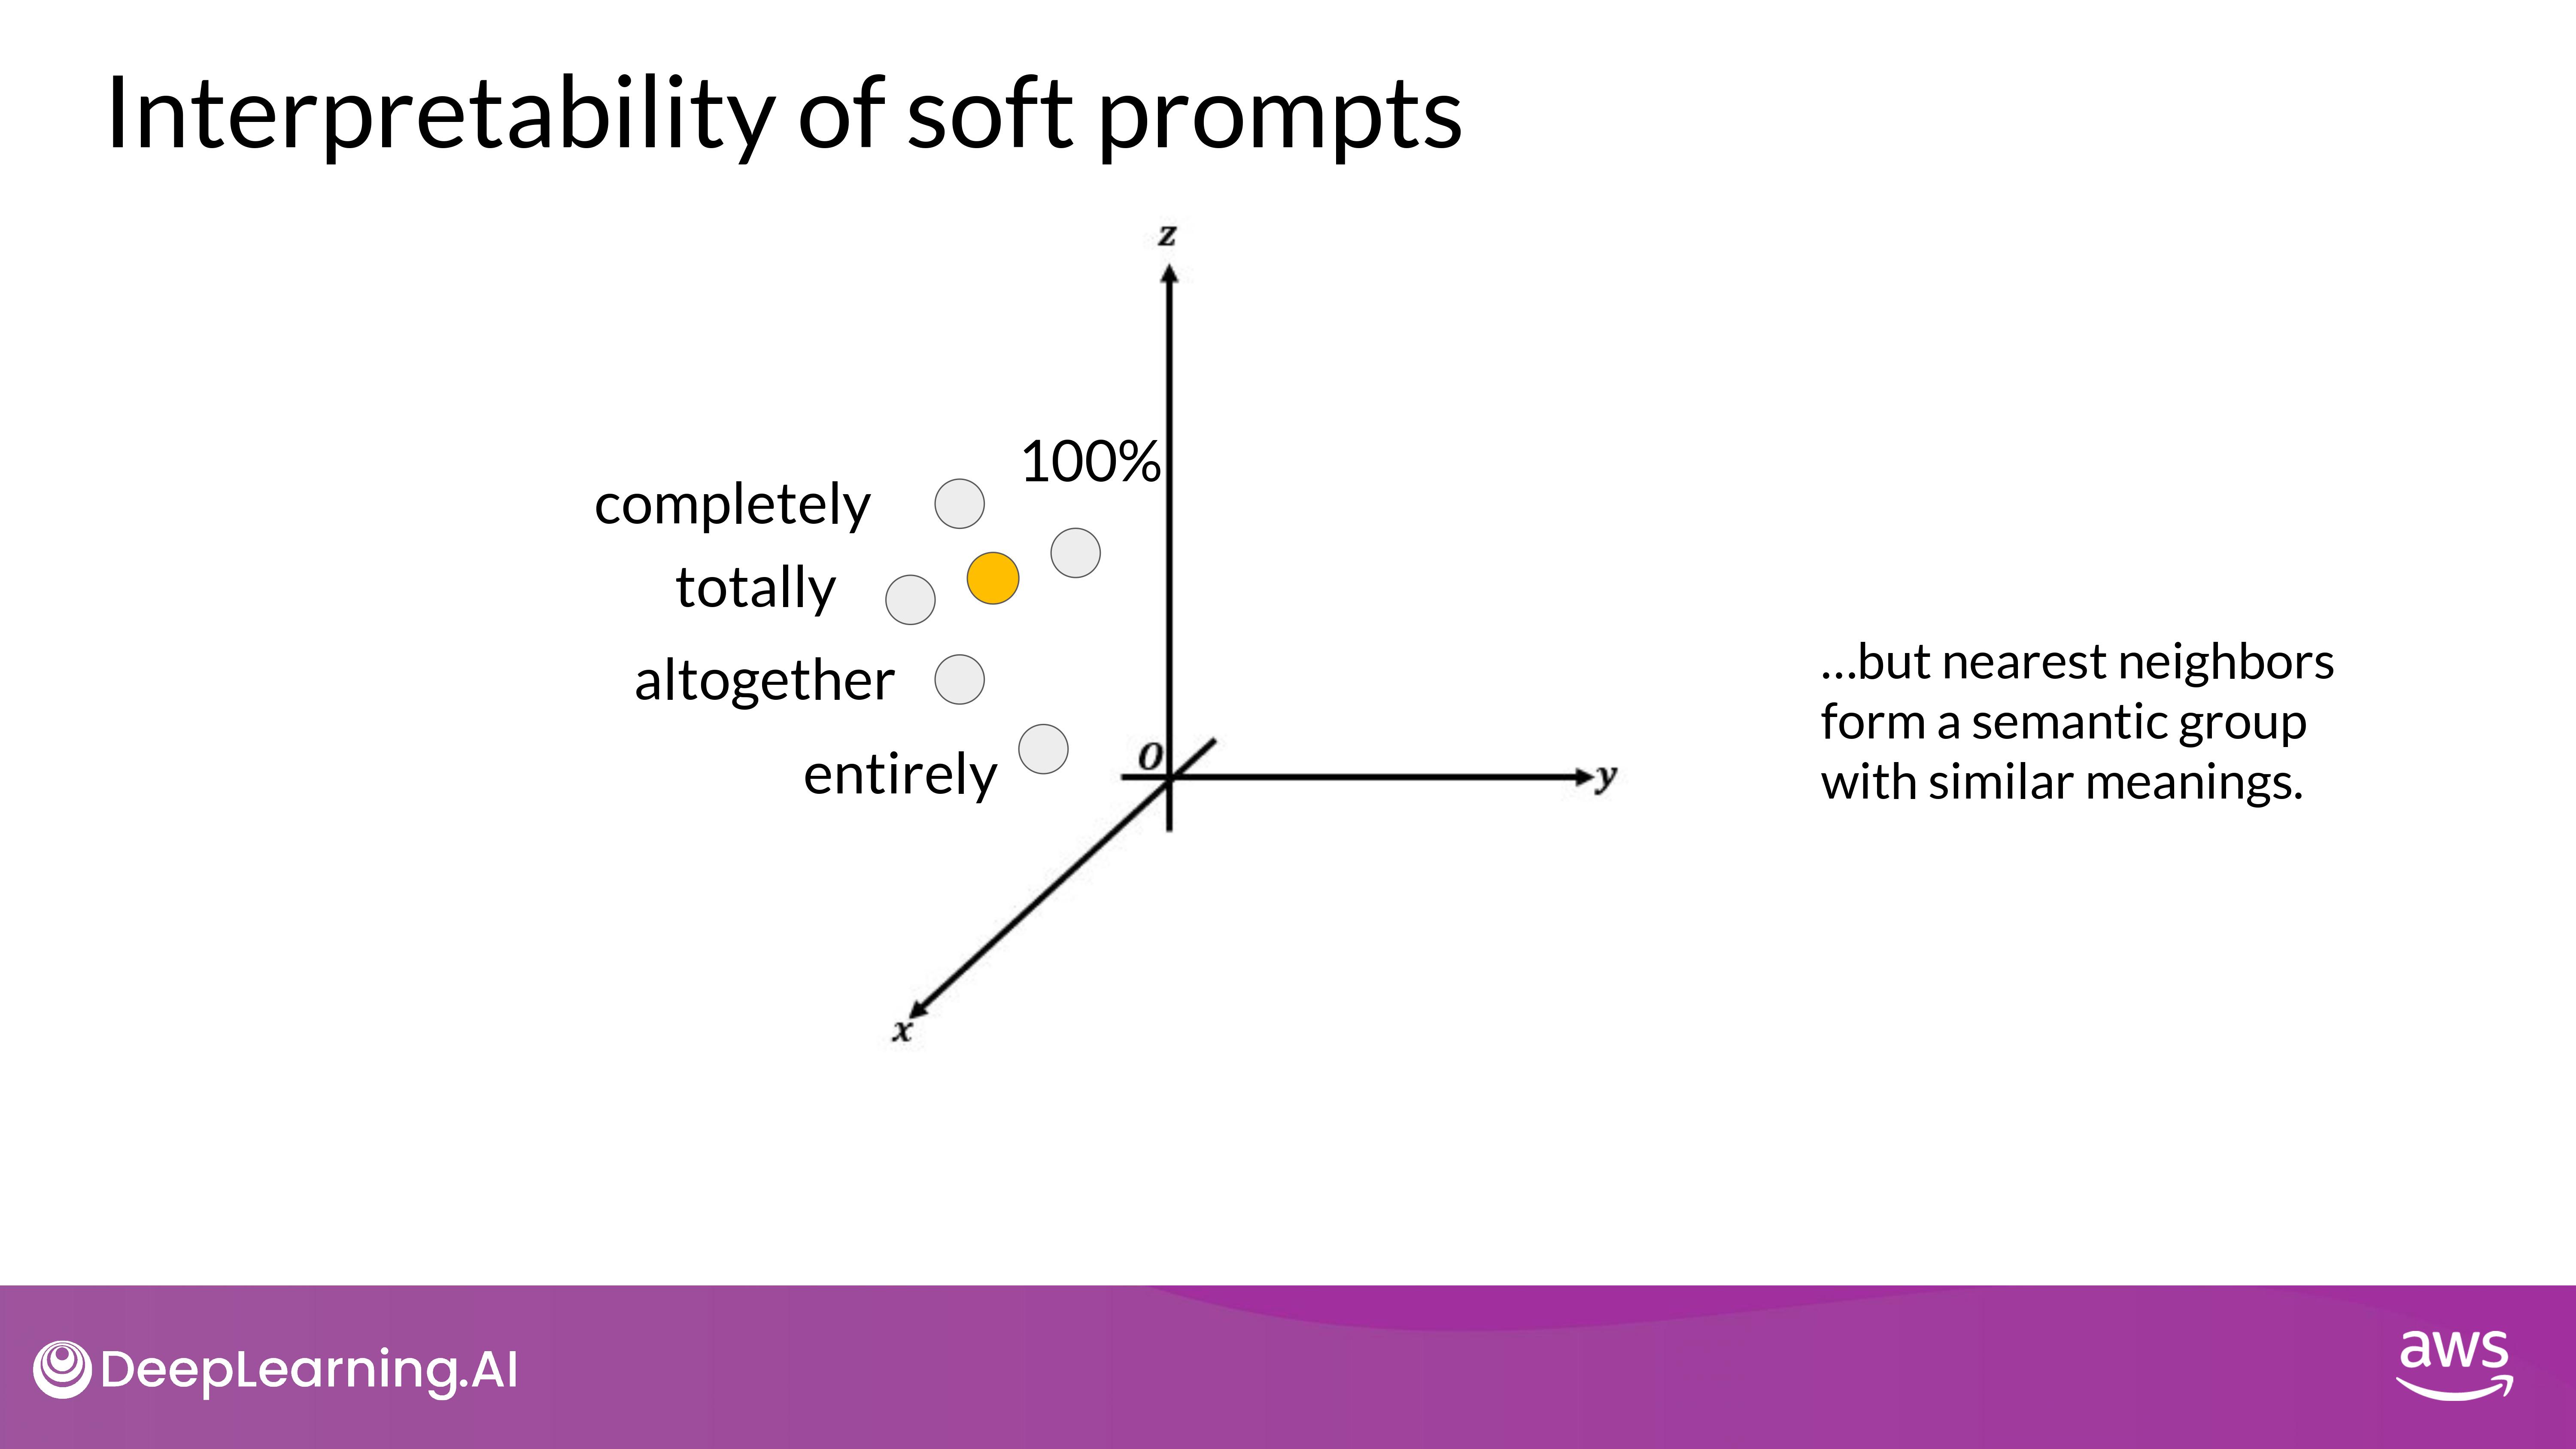 Interpretability of soft prompts
z
100%
completely
totally
altogether
entirely
O
y
x
...but nearest neighbors
form a semantic group
with similar meanings.
DeepLearning.AI
aws